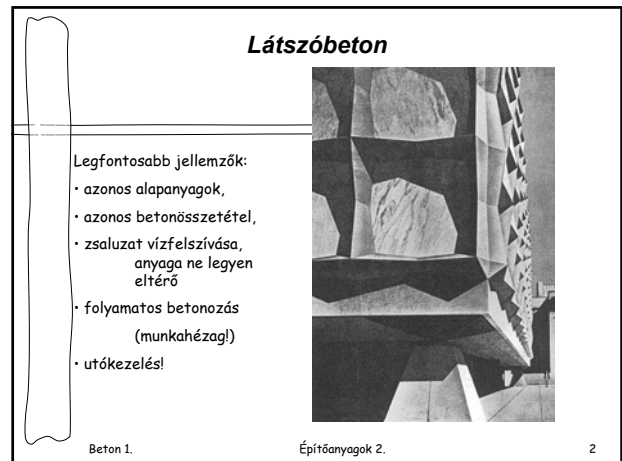 Látszóbeton
Legfontosabb jellemzők:
• azonos alapanyagok,
• azonos betonösszetétel,
• zsaluzat vízfelszívása,
anyaga ne legyen
eltérő
• folyamatos betonozás
(munkahézag!)
• utókezelés!
Beton 1.
Építőanyagok 2.
2